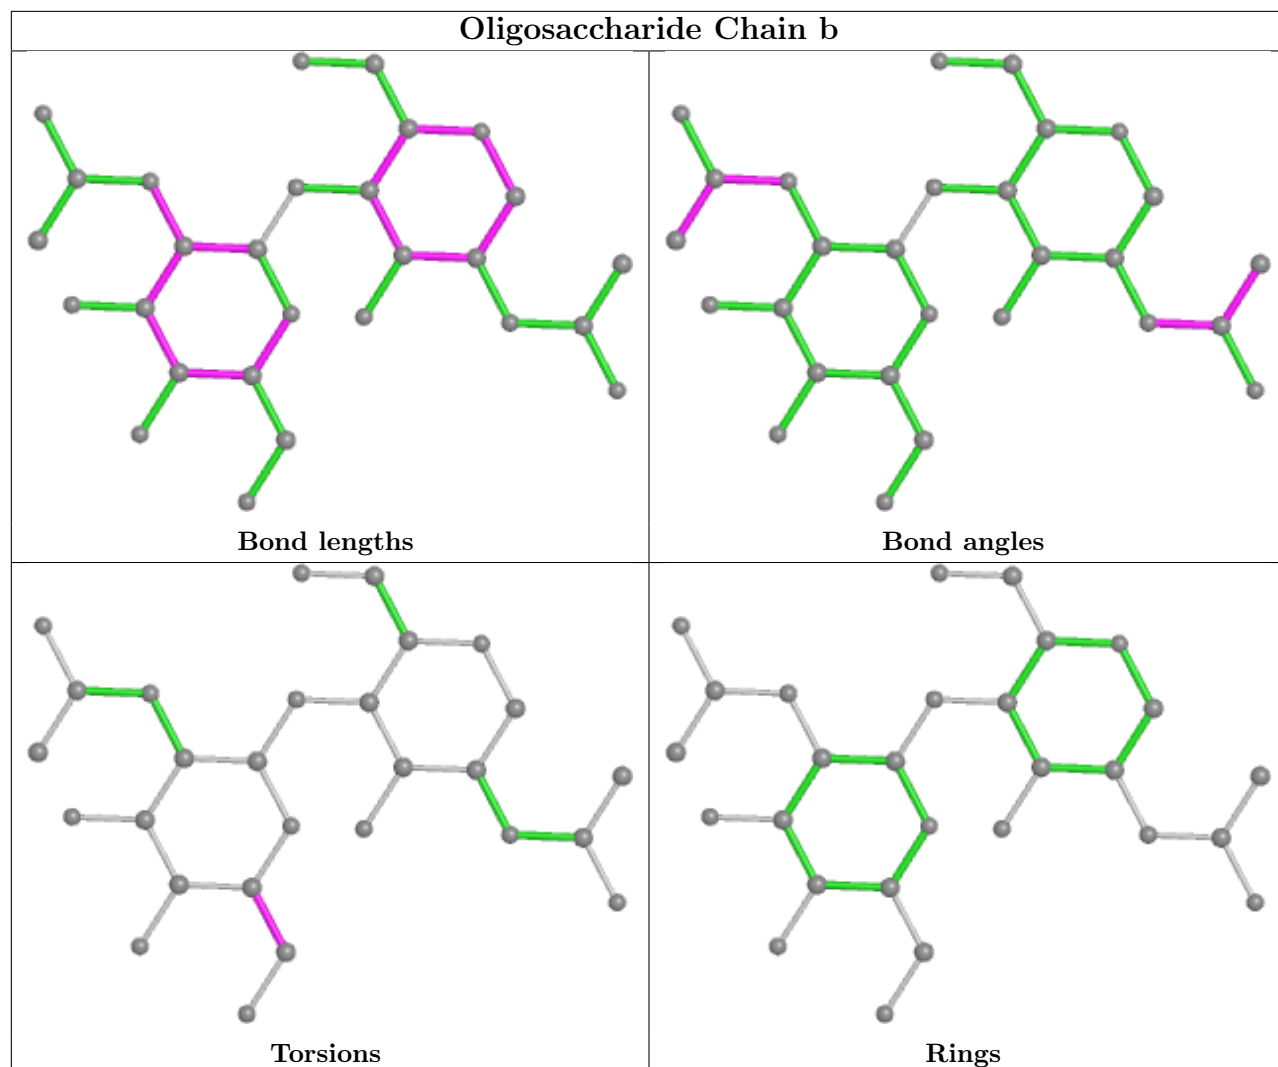 Oligosaccharide Chain b
Bond lengths
Bond angles
Torsions
Rings